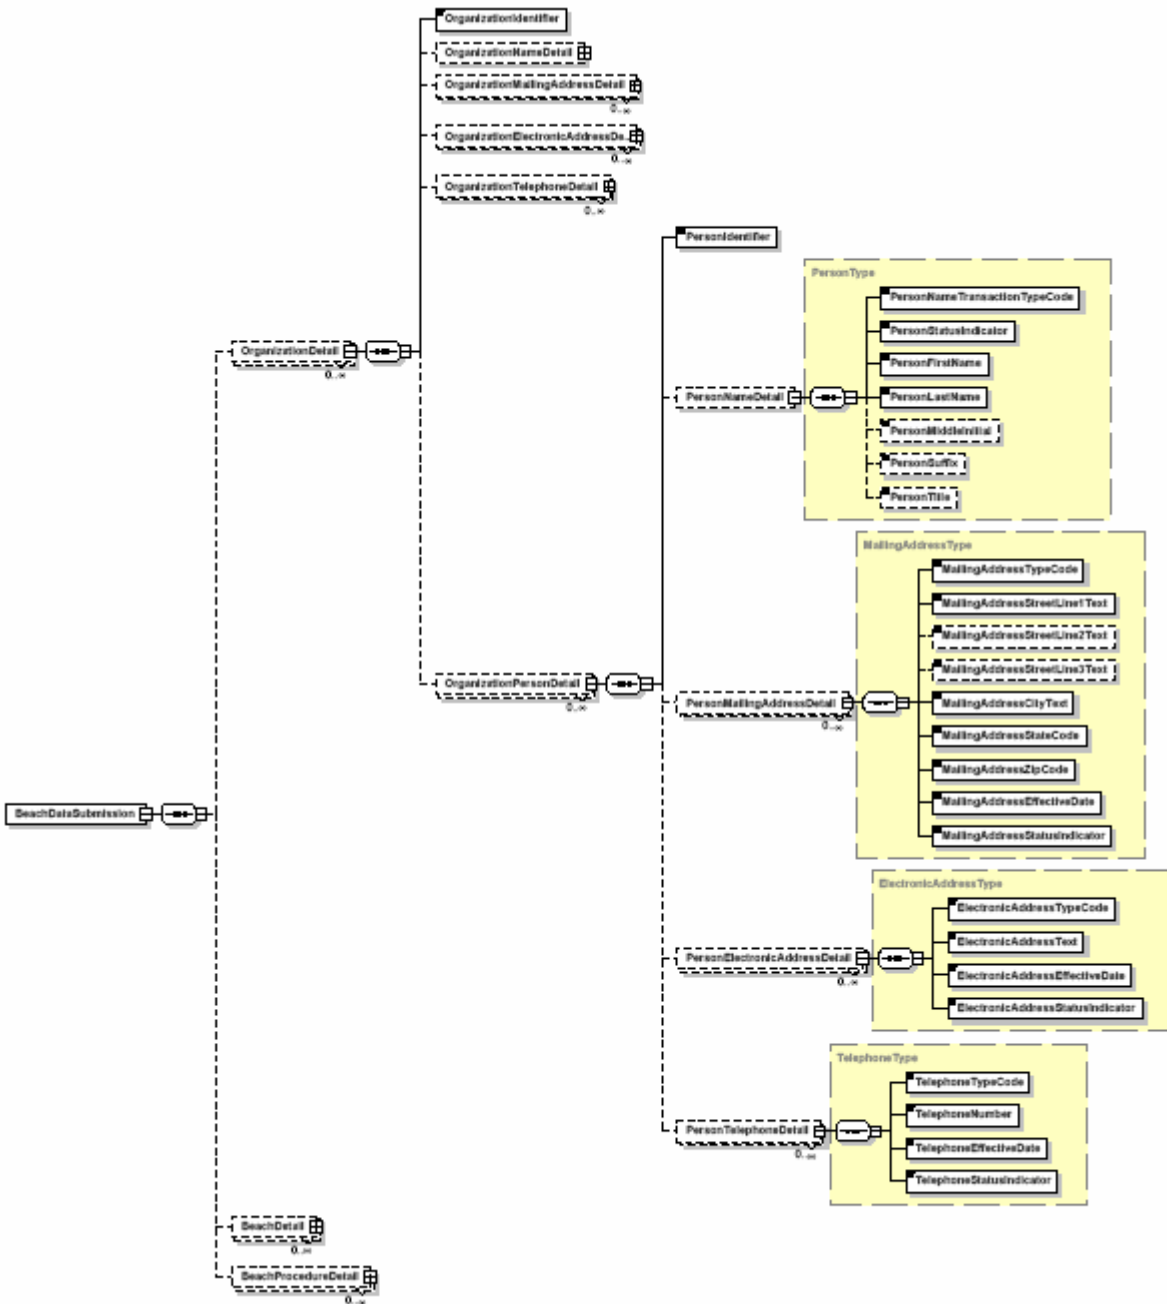 OrganizationIdentifier
OrganizationNameDetail
OrganizationMailingAddressDetail
0..∞
OrganizationElectronicAddressDe..
0..∞
OrganizationTelephoneDetail
0..∞
PersonIdentifier
PersonType
PersonNameTransactionTypeCode
PersonStatusIndicator
OrganizationDetail
0..∞
PersonFirstName
PersonNameDetail
PersonLastName
PersonMiddleInitial
PersonSuffix
PersonTitle
MailingAddressType
MailingAddressTypeCode
MailingAddressStreetLine1Text
MailingAddressStreetLine2Text
MailingAddressStreetLine3Text
OrganizationPersonDetail
0..∞
PersonMailingAddressDetail
0..∞
MailingAddressCityText
MailingAddressStateCode
MailingAddressZipCode
MailingAddressEffectiveDate
BeachDataSubmission
MailingAddressStatusIndicator
ElectronicAddressType
ElectronicAddressTypeCode
ElectronicAddressText
PersonElectronicAddressDetail
0..∞
ElectronicAddressEffectiveDate
ElectronicAddressStatusIndicator
TelephoneType
TelephoneTypeCode
TelephoneNumber
PersonTelephoneDetail
0..∞
TelephoneEffectiveDate
TelephoneStatusIndicator
BeachDetail
0..∞
BeachProcedureDetail
0..∞